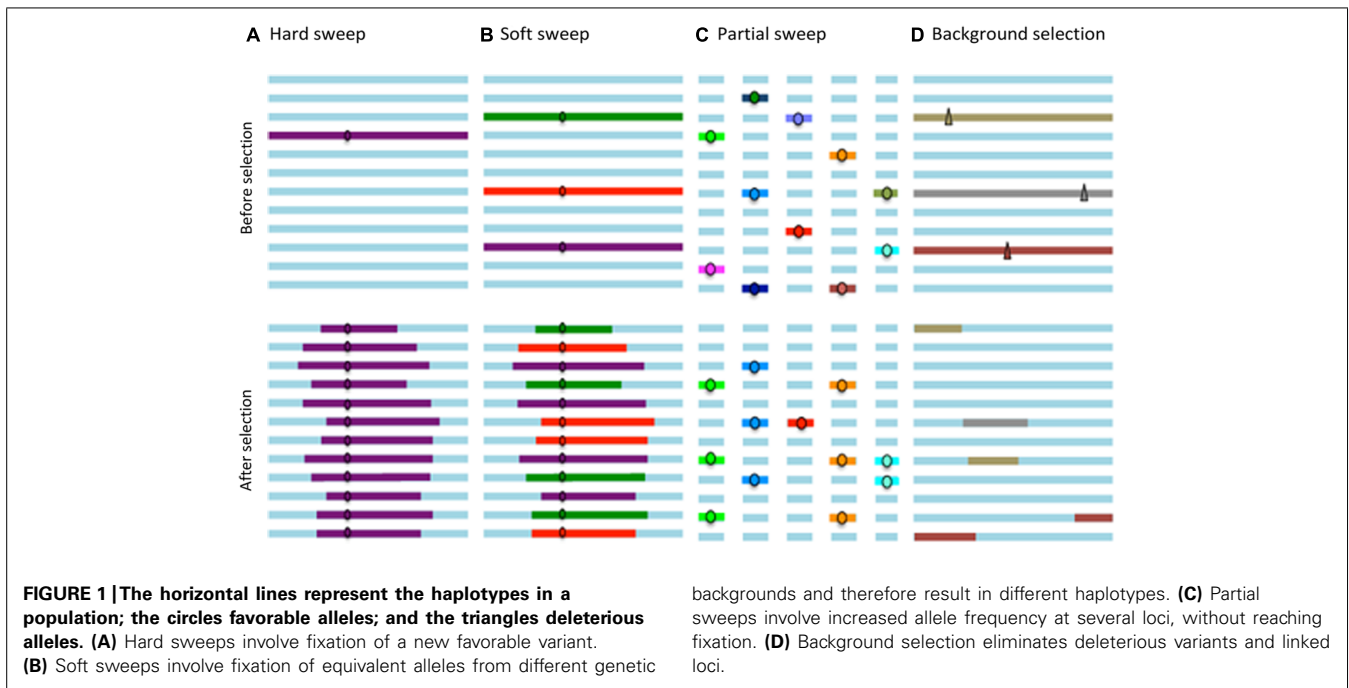 A Hard sweep
B Soft sweep
C Partial sweep
D Background selection
Before selection
After selection
FIGURE 1 | The horizontal lines represent the haplotypes in a
population; the circles favorable alleles; and the triangles deleterious
alleles. (A) Hard sweeps involve fixation of a new favorable variant.
(B) Soft sweeps involve fixation of equivalent alleles from different genetic
backgrounds and therefore result in different haplotypes. (C) Partial
sweeps involve increased allele frequency at several loci, without reaching
fixation. (D) Background selection eliminates deleterious variants and linked
loci.